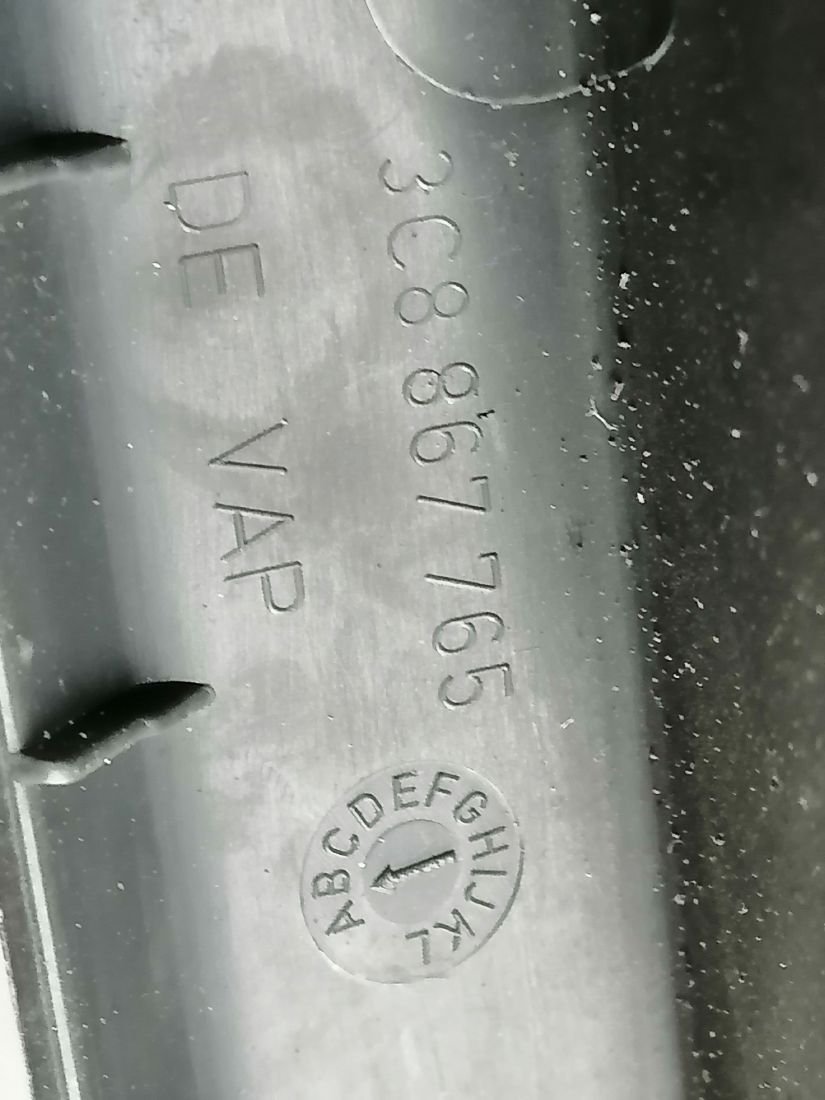 3C8 867 765
DE VAP
ABCDEFGHIJKL